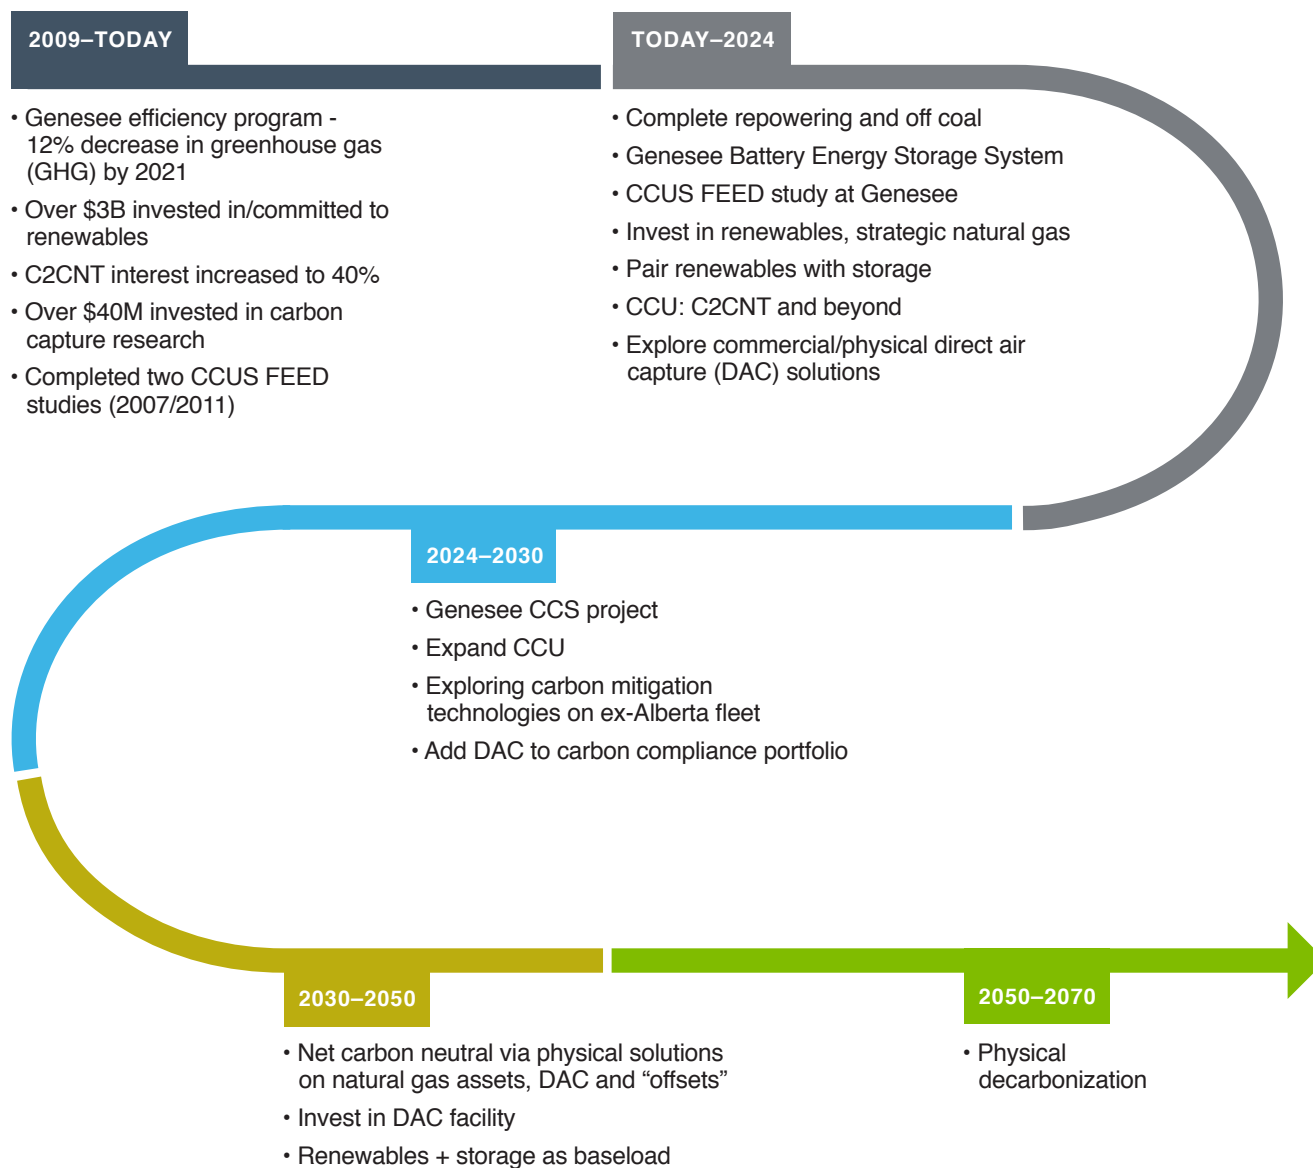 2009–TODAY
• Genesee efficiency program -
12% decrease in greenhouse gas
(GHG) by 2021
• Over $3B invested in/committed to
renewables
• C2CNT interest increased to 40%
• Over $40M invested in carbon
capture research
• Completed two CCUS FEED
studies (2007/2011)
TODAY–2024
• Complete repowering and off coal
• Genesee Battery Energy Storage System
• CCUS FEED study at Genesee
• Invest in renewables, strategic natural gas
• Pair renewables with storage
• CCU: C2CNT and beyond
• Explore commercial/physical direct air
capture (DAC) solutions
2024–2030
• Genesee CCS project
• Expand CCU
• Exploring carbon mitigation
technologies on ex-Alberta fleet
• Add DAC to carbon compliance portfolio
2030–2050
• Net carbon neutral via physical solutions
on natural gas assets, DAC and “offsets”
• Invest in DAC facility
• Renewables + storage as baseload
2050–2070
• Physical
decarbonization